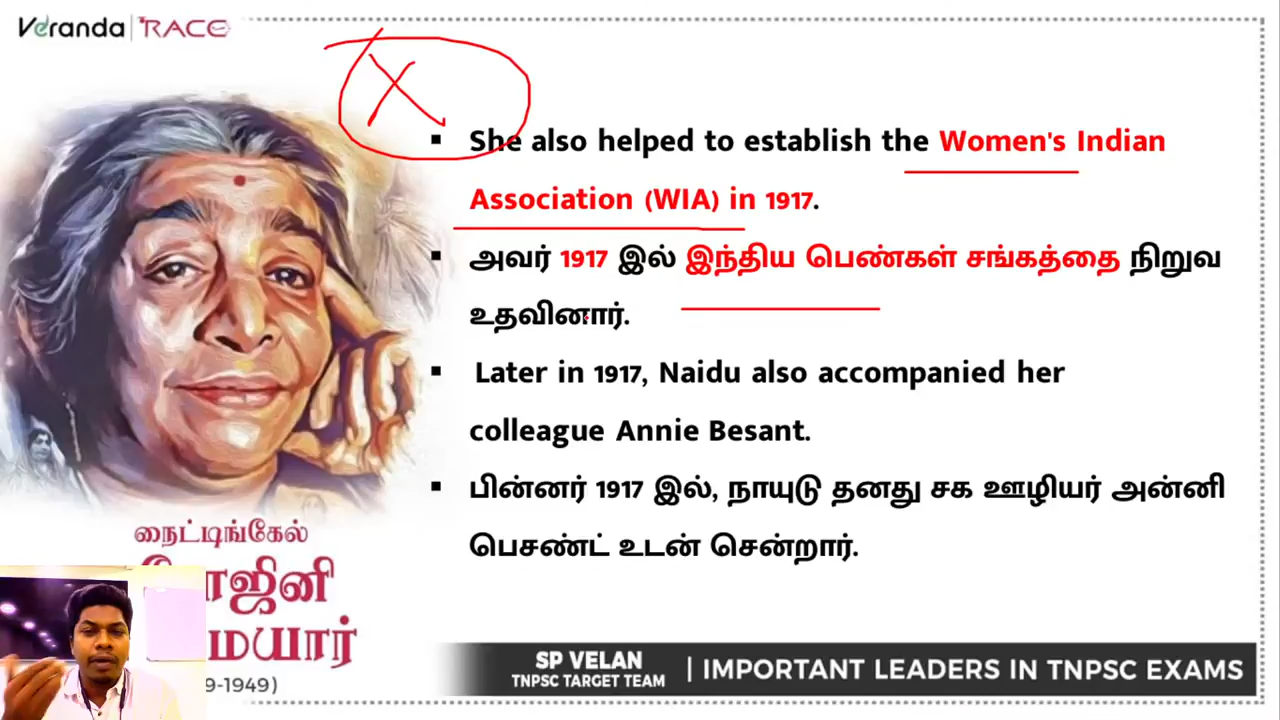 Veranda RACE
▪ She also helped to establish the Women's Indian
Association (WIA) in 1917.
▪ அவர் 1917 இல் இந்திய பெண்கள் சங்கத்தை நிறுவ
உதவினார்.
▪ Later in 1917, Naidu also accompanied her
colleague Annie Besant.
▪ பின்னர் 1917 இல், நாயுடு தனது சக ஊழியர் அன்னி
பெசண்ட் உடன் சென்றார்.
நைட்டிங்கேல்
9-1949)
SP VELAN
TNPSC TARGET TEAM
IMPORTANT LEADERS IN TNPSC EXAMS